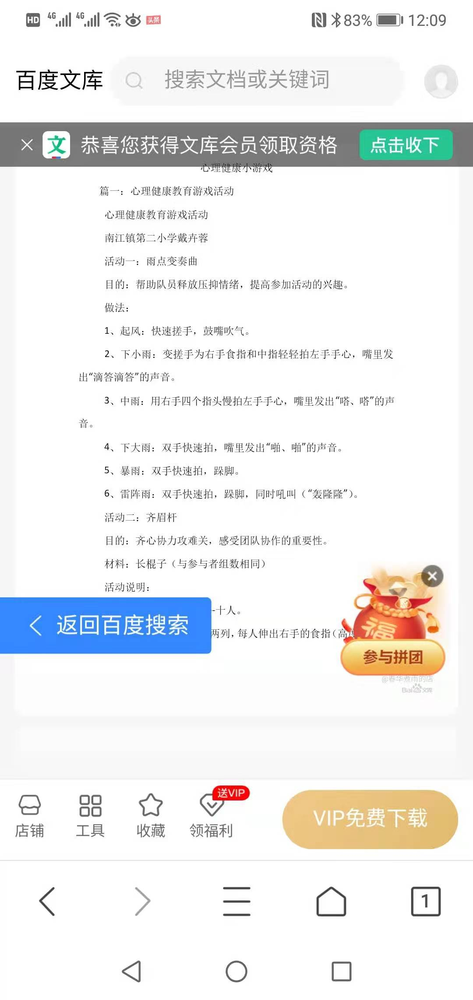 HD 4G 4G 头条 83% 12:09
百度文库 搜索文档或关键词
文 恭喜您获得文库会员领取资格 点击收下
心理健康小游戏
篇一：心理健康教育游戏活动
心理健康教育游戏活动
南江镇第二小学戴卉蓉
活动一：雨点变奏曲
目的：帮助队员释放压抑情绪，提高参加活动的兴趣。
做法：
1、起风：快速搓手，鼓嘴吹气。
2、下小雨：变搓手为右手食指和中指轻轻拍左手手心，嘴里发
出“滴答滴答”的声音。
3、中雨：用右手四个指头慢拍左手手心，嘴里发出“嗒、嗒”的声
音。
4、下大雨：双手快速拍，嘴里发出“啪、啪”的声音。
5、暴雨：双手快速拍，跺脚。
6、雷阵雨：双手快速拍，跺脚，同时吼叫（“轰隆隆”）。
活动二：齐眉杆
目的：齐心协力攻难关，感受团队协作的重要性。
材料：长棍子（与参与者组数相同）
活动说明：
-十人。
返回百度搜索
两列，每人伸出右手的食指（高度
福
参与拼团
@春华煮雨的店
Bai文库
送VIP
店铺 工具 收藏 领福利 VIP免费下载
1